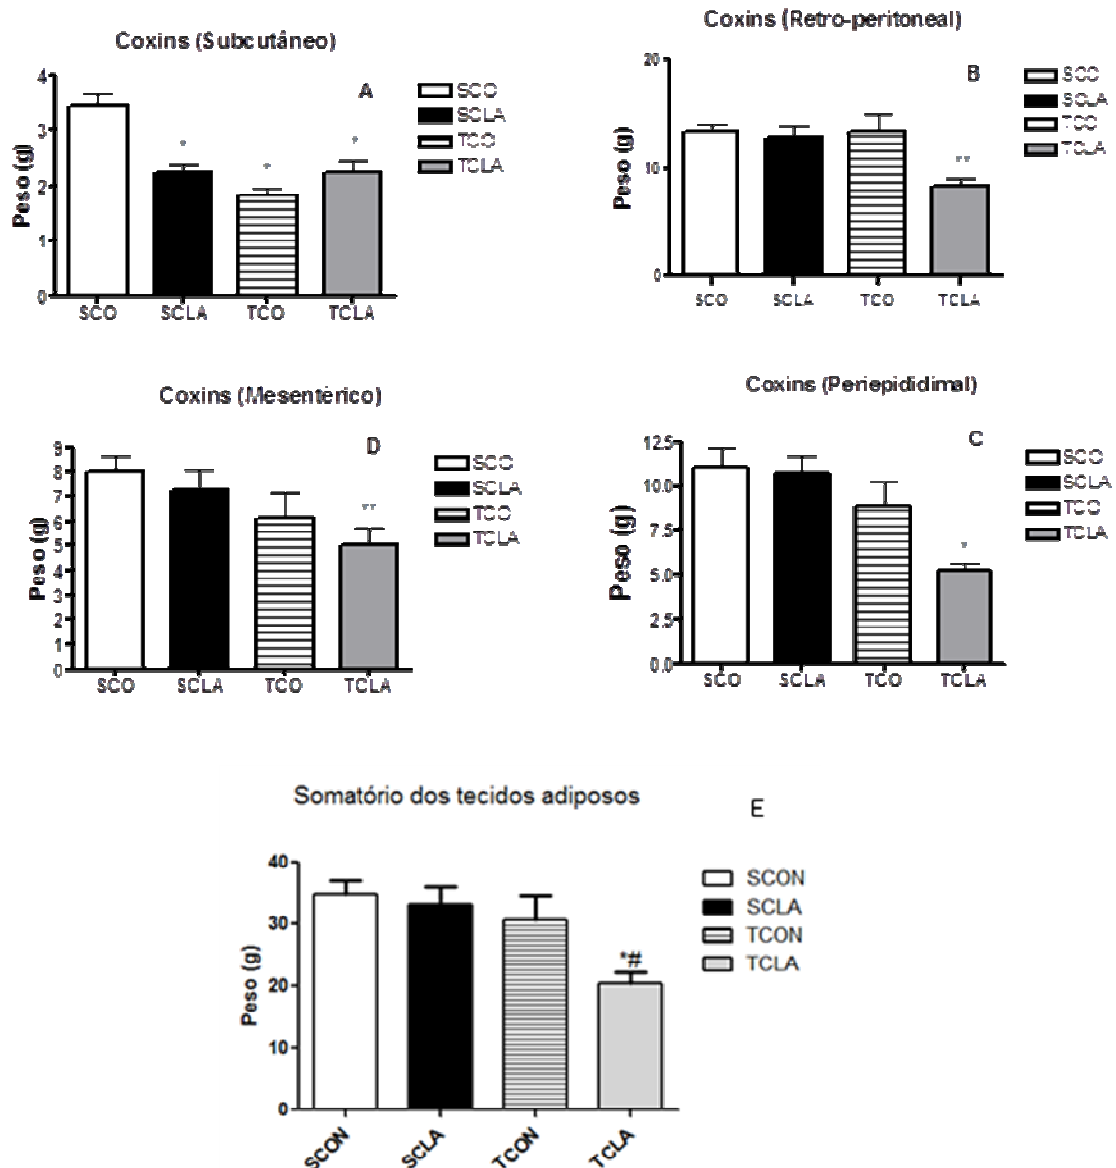 Coxins (Subcutâneo)
A
4
3
2
1
0
Peso (g)
SCO
SCLA
TCO
TCLA
SCO
SCLA
TCO
TCLA
*
*
*
Coxins (Retro-peritoneal)
B
20
10
0
Peso (g)
SCO
SCLA
TCO
TCLA
SCO
SCLA
TCO
TCLA
**
Coxins (Mesentérico)
D
9
8
7
6
5
4
3
2
1
0
Peso (g)
SCO
SCLA
TCO
TCLA
SCO
SCLA
TCO
TCLA
**
Coxins (Periepididimal)
C
12.5
10.0
7.5
5.0
2.5
0.0
Peso (g)
SCO
SCLA
TCO
TCLA
SCO
SCLA
TCO
TCLA
*
Somatório dos tecidos adiposos
E
40
30
20
10
0
Peso (g)
*#
SCON
SCLA
TCON
TCLA
SCON
SCLA
TCON
TCLA